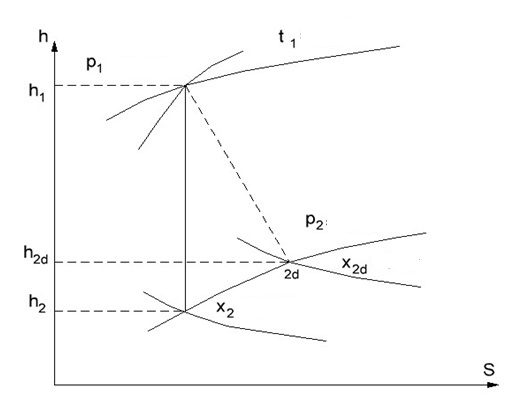 h
t₁
p₁
h₁
p₂
h₂d
x₂d
2d
h₂
x₂
S